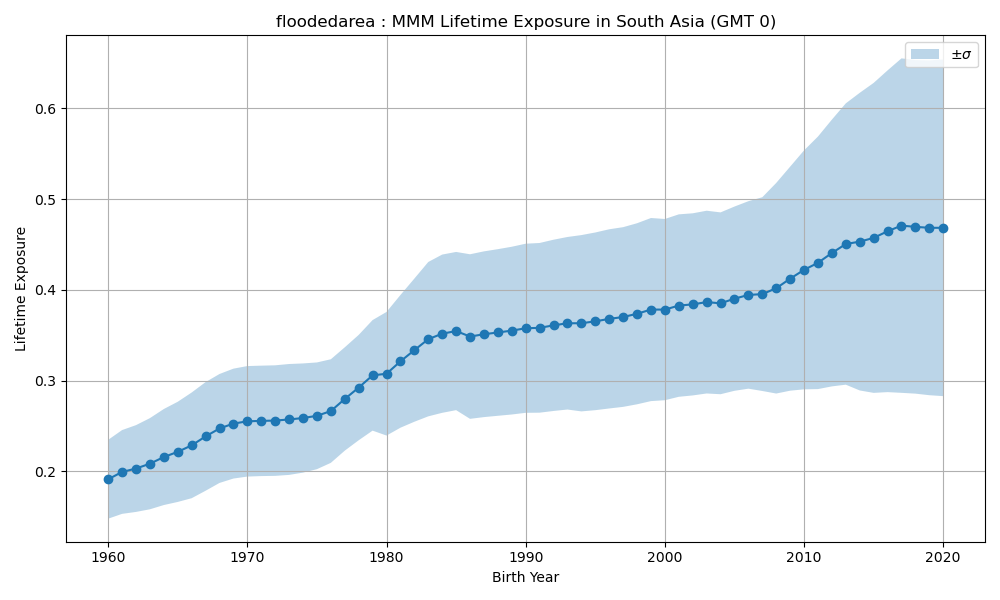 floodedarea : MMM Lifetime Exposure in South Asia (GMT 0)
±σ
Lifetime Exposure
0.6
0.5
0.4
0.3
0.2
1960 1970 1980 1990 2000 2010 2020
Birth Year